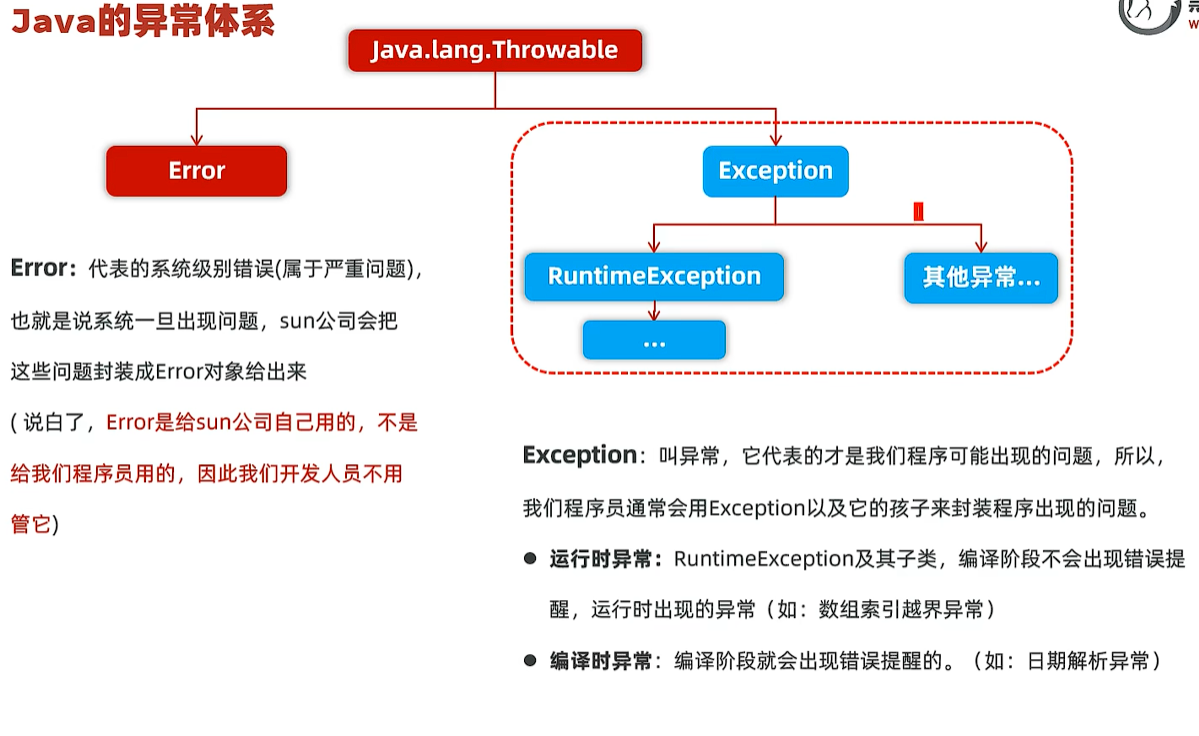 Java的异常体系
Java.lang.Throwable
Error
Exception
RuntimeException
其他异常...
...
Error：代表的系统级别错误(属于严重问题)，
也就是说系统一旦出现问题，sun公司会把
这些问题封装成Error对象给出来
( 说白了，Error是给sun公司自己用的，不是
给我们程序员用的，因此我们开发人员不用
管它)
Exception：叫异常，它代表的才是我们程序可能出现的问题，所以，
我们程序员通常会用Exception以及它的孩子来封装程序出现的问题。
● 运行时异常：RuntimeException及其子类，编译阶段不会出现错误提
醒，运行时出现的异常（如：数组索引越界异常）
● 编译时异常：编译阶段就会出现错误提醒的。（如：日期解析异常）